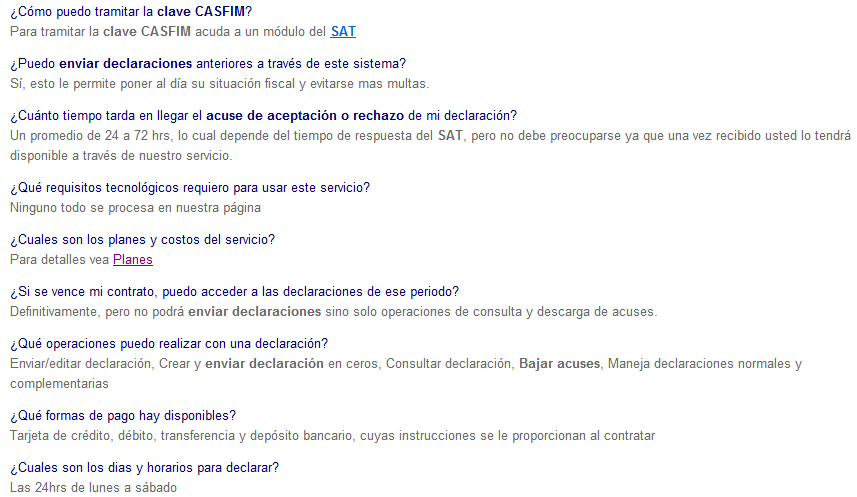 ¿Cómo puedo tramitar la clave CASFIM?
Para tramitar la clave CASFIM acuda a un módulo del SAT
¿Puedo enviar declaraciones anteriores a través de este sistema?
Sí, esto le permite poner al día su situación fiscal y evitarse mas multas.
¿Cuánto tiempo tarda en llegar el acuse de aceptación o rechazo de mi declaración?
Un promedio de 24 a 72 hrs, lo cual depende del tiempo de respuesta del SAT, pero no debe preocuparse ya que una vez recibido usted lo tendrá
disponible a través de nuestro servicio.
¿Qué requisitos tecnológicos requiero para usar este servicio?
Ninguno todo se procesa en nuestra página
¿Cuales son los planes y costos del servicio?
Para detalles vea Planes
¿Si se vence mi contrato, puedo acceder a las declaraciones de ese periodo?
Definitivamente, pero no podrá enviar declaraciones sino solo operaciones de consulta y descarga de acuses.
¿Qué operaciones puedo realizar con una declaración?
Enviar/editar declaración, Crear y enviar declaración en ceros, Consultar declaración, Bajar acuses, Maneja declaraciones normales y
complementarias
¿Qué formas de pago hay disponibles?
Tarjeta de crédito, débito, transferencia y depósito bancario, cuyas instrucciones se le proporcionan al contratar
¿Cuales son los dias y horarios para declarar?
Las 24hrs de lunes a sábado